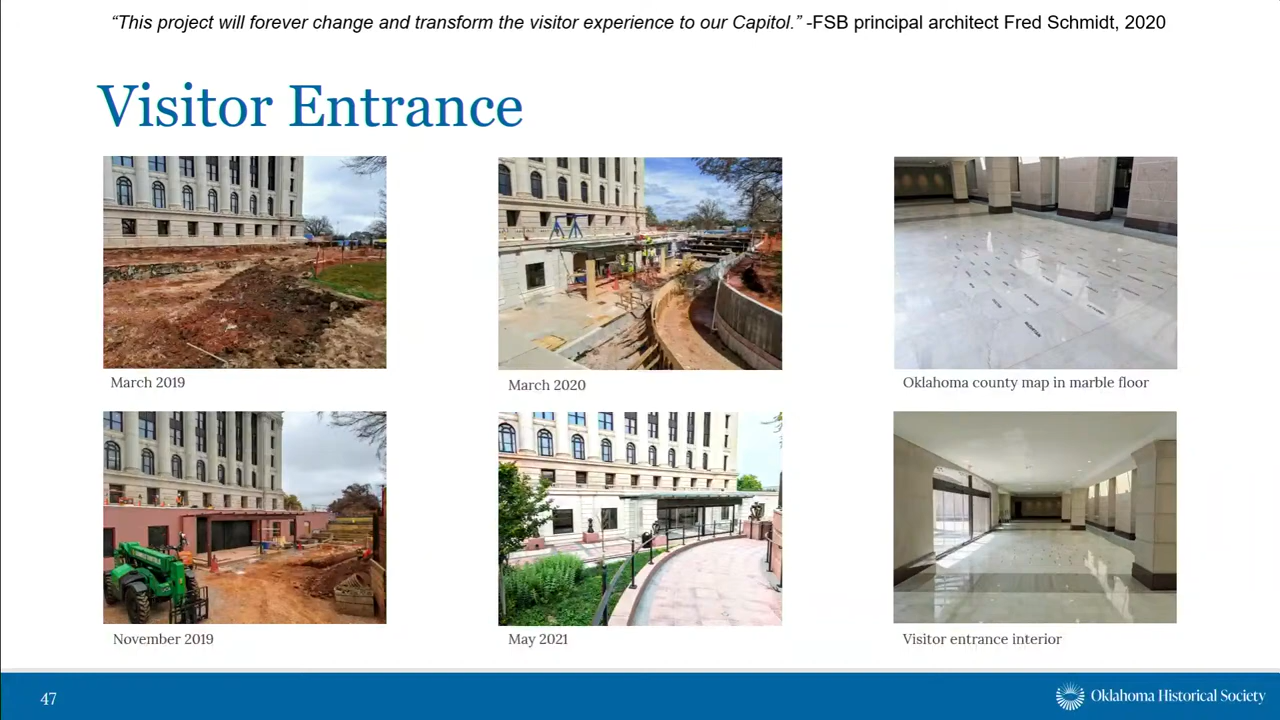 “This project will forever change and transform the visitor experience to our Capitol.” -FSB principal architect Fred Schmidt, 2020
Visitor Entrance
March 2019
March 2020
Oklahoma county map in marble floor
November 2019
May 2021
Visitor entrance interior
47
Oklahoma Historical Society